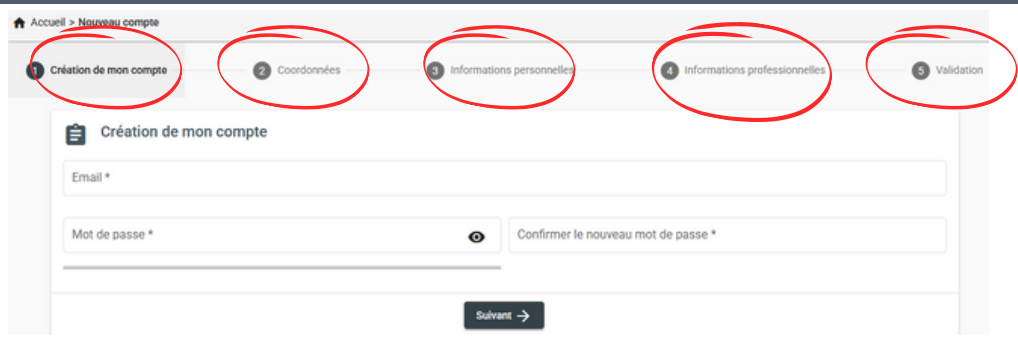 Accueil > Nouveau compte
1 Création de mon compte 2 Coordonnées 3 Informations personnelles 4 Informations professionnelles 5 Validation
Création de mon compte
Email *
Mot de passe * Confirmer le nouveau mot de passe *
Suivant →